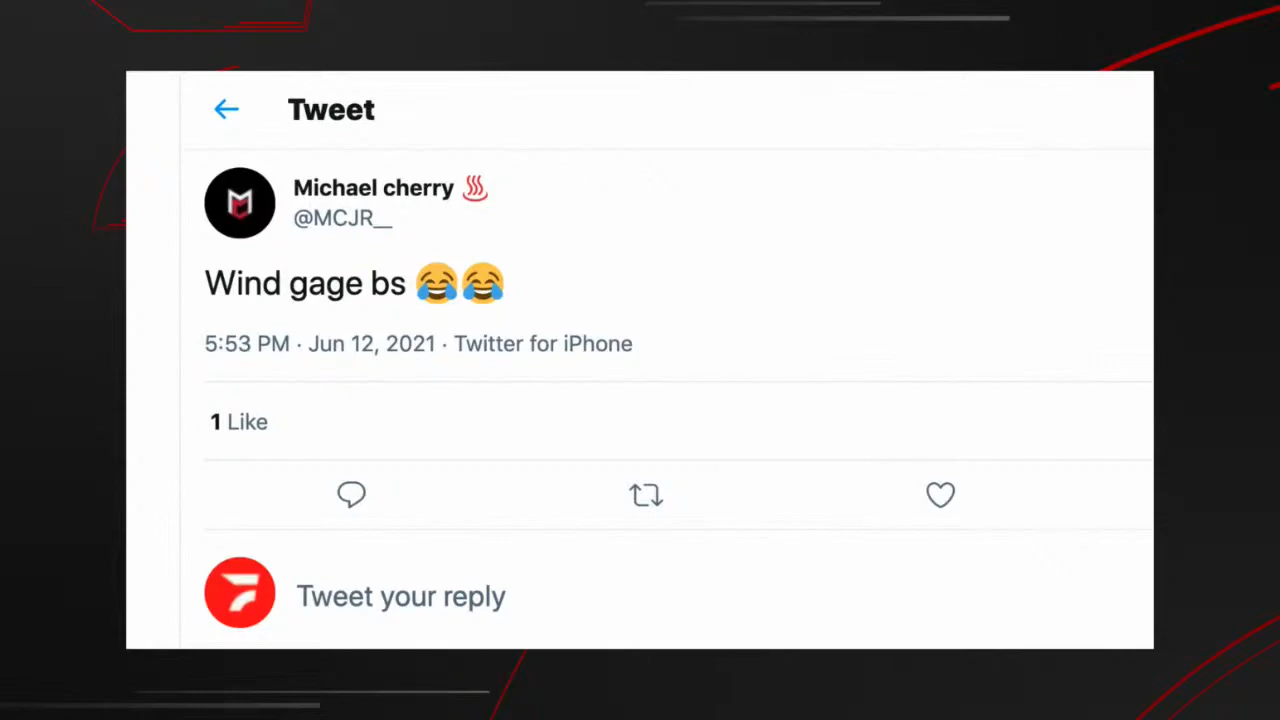 Tweet
Michael cherry ♨️
@MCJR__
Wind gage bs 😂😂
5:53 PM · Jun 12, 2021 · Twitter for iPhone
1 Like
Tweet your reply